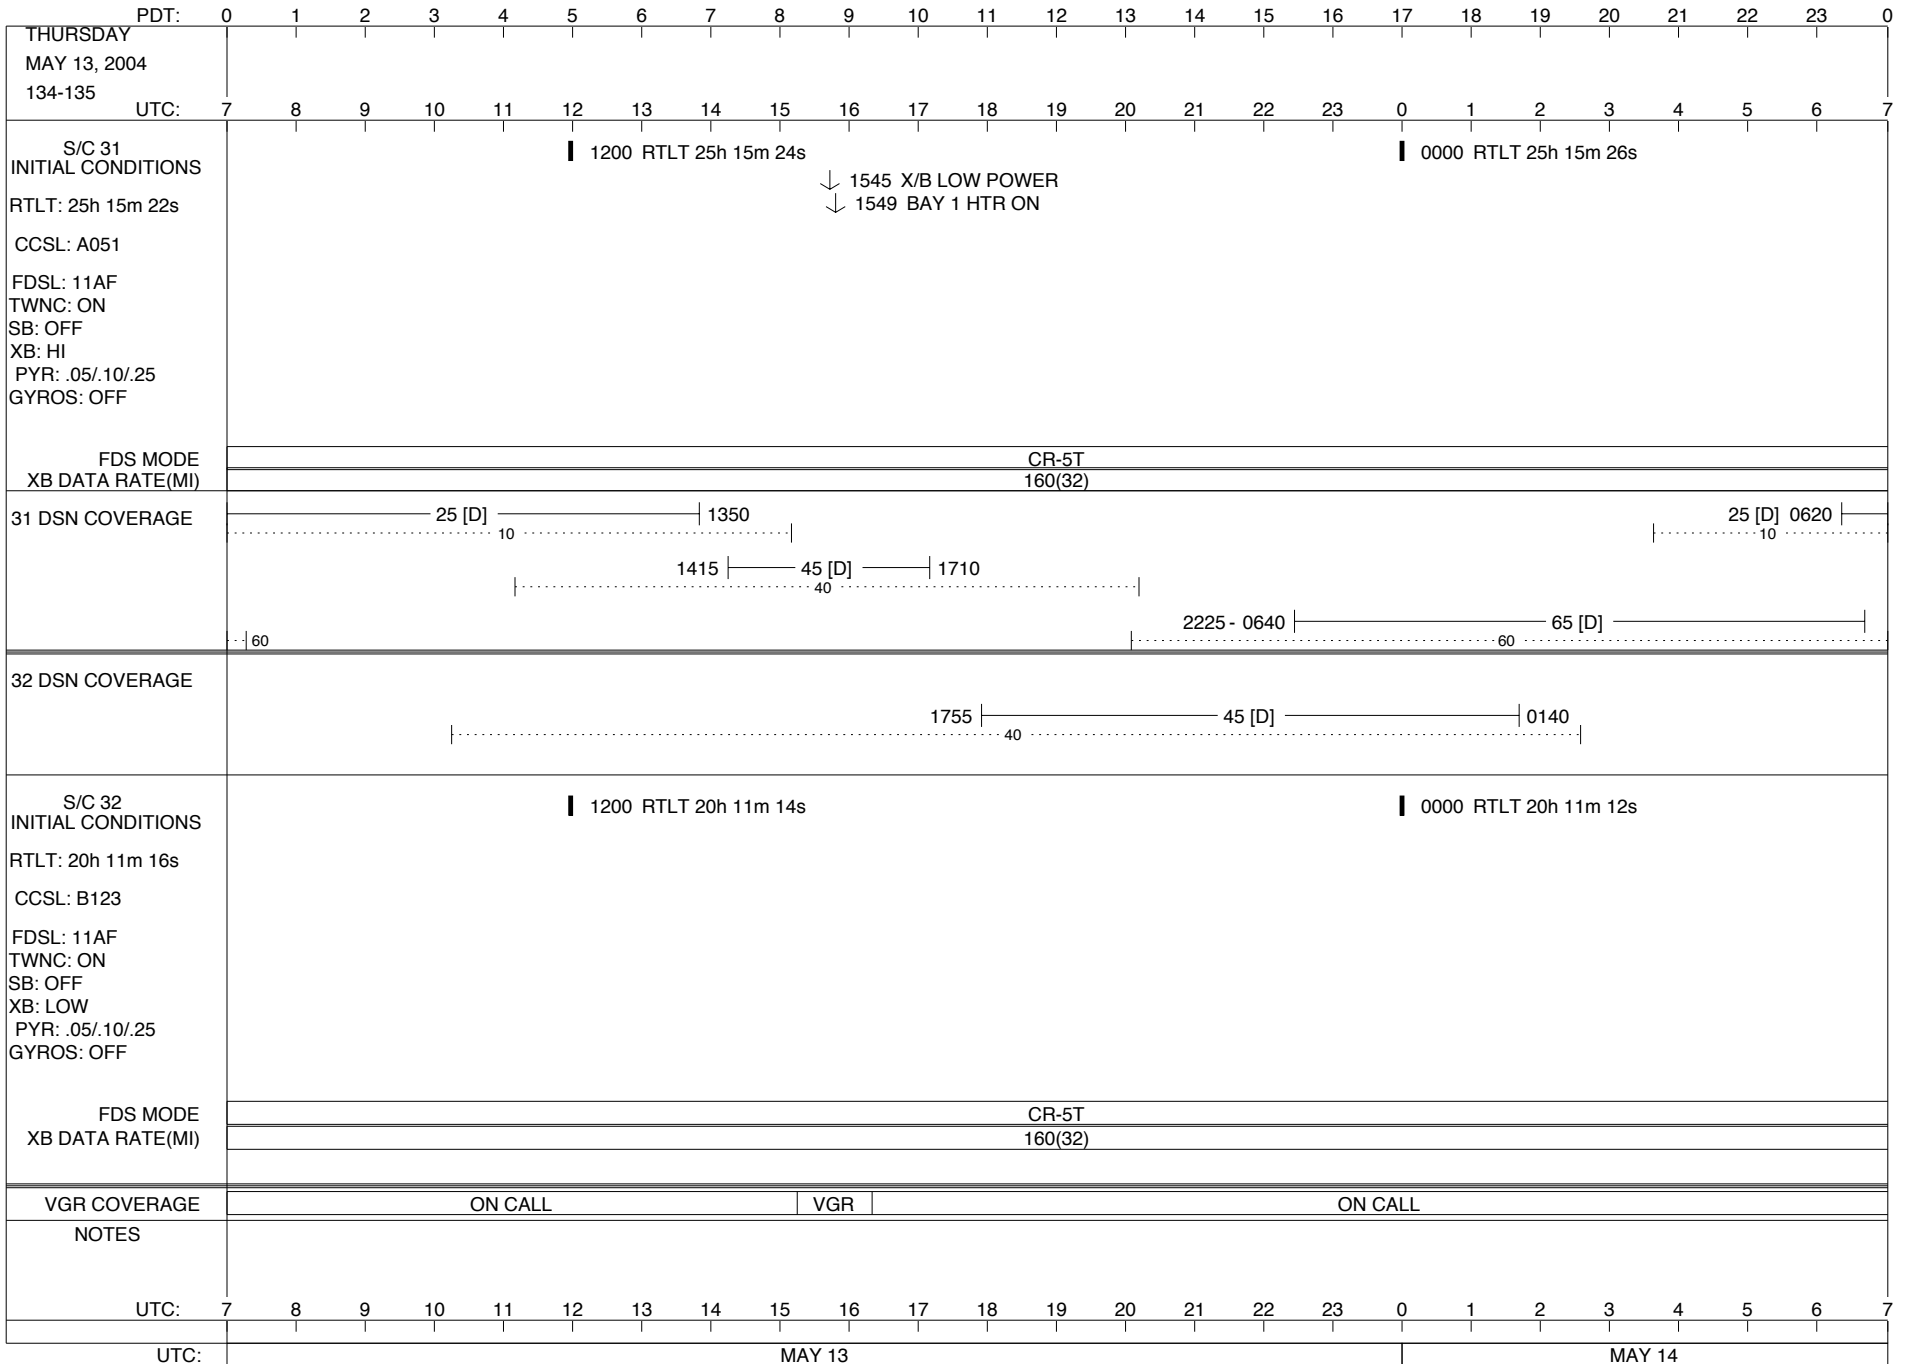 PDT: 0 1 2 3 4 5 6 7 8 9 10 11 12 13 14 15 16 17 18 19 20 21 22 23 0
THURSDAY
MAY 13, 2004
134-135
UTC: 7 8 9 10 11 12 13 14 15 16 17 18 19 20 21 22 23 0 1 2 3 4 5 6 7
S/C 31
INITIAL CONDITIONS
1200 RTLT 25h 15m 24s
0000 RTLT 25h 15m 26s
1545 X/B LOW POWER
1549 BAY 1 HTR ON
RTLT: 25h 15m 22s
CCSL: A051
FDSL: 11AF
TWNC: ON
SB: OFF
XB: HI
PYR: .05/.10/.25
GYROS: OFF
FDS MODE CR-5T
XB DATA RATE(MI) 160(32)
31 DSN COVERAGE
25 [D] 1350
25 [D] 0620
10
10
1415 45 [D] 1710
40
2225 - 0640 65 [D]
60
60
32 DSN COVERAGE
1755 45 [D] 0140
40
S/C 32
INITIAL CONDITIONS
1200 RTLT 20h 11m 14s
0000 RTLT 20h 11m 12s
RTLT: 20h 11m 16s
CCSL: B123
FDSL: 11AF
TWNC: ON
SB: OFF
XB: LOW
PYR: .05/.10/.25
GYROS: OFF
FDS MODE CR-5T
XB DATA RATE(MI) 160(32)
VGR COVERAGE ON CALL VGR ON CALL
NOTES
UTC: 7 8 9 10 11 12 13 14 15 16 17 18 19 20 21 22 23 0 1 2 3 4 5 6 7
UTC: MAY 13 MAY 14